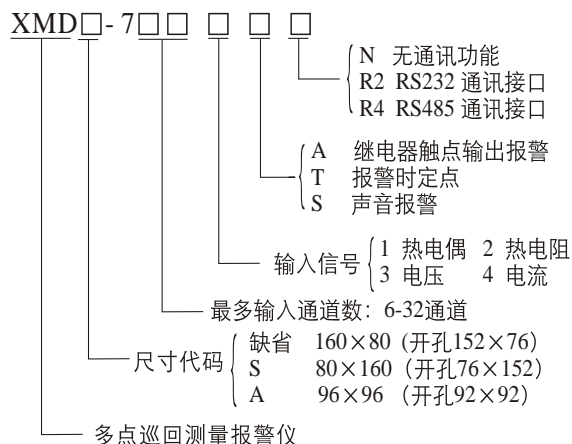 XMD□-7□□ □ □ □
N 无通讯功能
R2 RS232 通讯接口
R4 RS485 通讯接口
A 继电器触点输出报警
T 报警时定点
S 声音报警
输入信号
1 热电偶 2 热电阻
3 电压 4 电流
最多输入通道数：6-32通道
尺寸代码
缺省 160×80（开孔152×76）
S 80×160（开孔76×152）
A 96×96（开孔92×92）
多点巡回测量报警仪